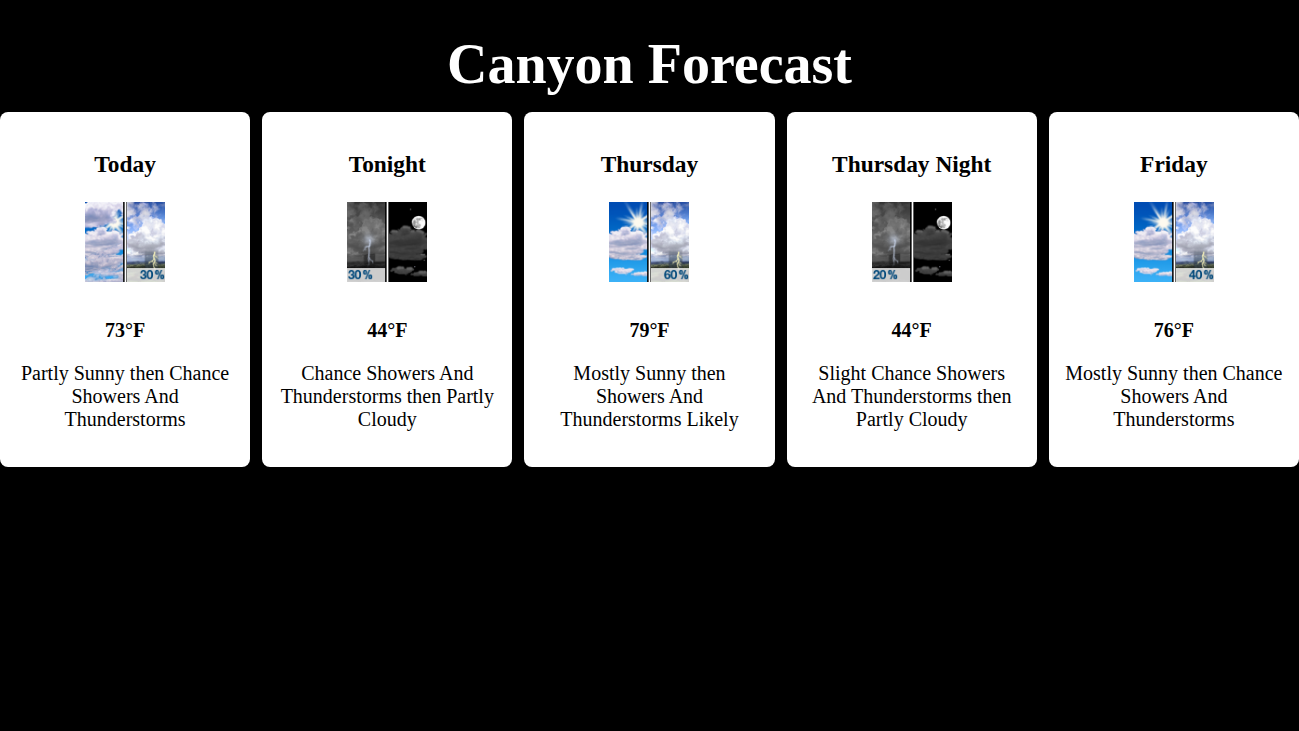 Canyon Forecast
Today
30%
73°F
Partly Sunny then Chance
Showers And
Thunderstorms
Tonight
30%
44°F
Chance Showers And
Thunderstorms then Partly
Cloudy
Thursday
60%
79°F
Mostly Sunny then
Showers And
Thunderstorms Likely
Thursday Night
20%
44°F
Slight Chance Showers
And Thunderstorms then
Partly Cloudy
Friday
40%
76°F
Mostly Sunny then Chance
Showers And
Thunderstorms